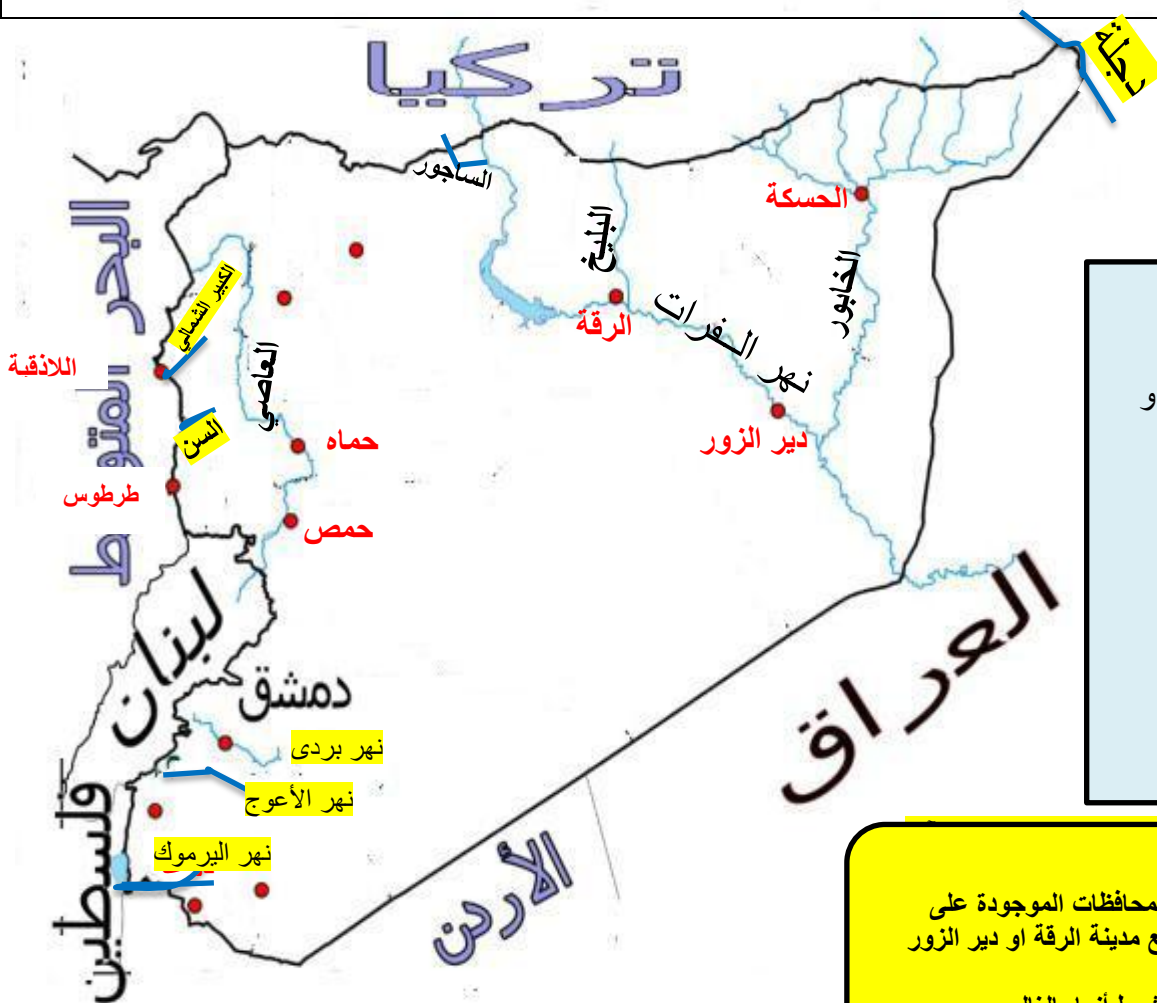 دجلة
تركيا
الساجور
الحسكة
البليخ
الخابور
البحر
الكبير الشمالي
الرقة
نهر الفرات
اللاذقبة
العاصي
و
السن
حماه
دير الزور
طرطوس
حمص
لبنان
العراق
دمشق
نهر بردى
نهر الأعوج
فلسطين
نهر اليرموك
الأردن
محافظات الموجودة على
ع مدينة الرقة او دير الزور